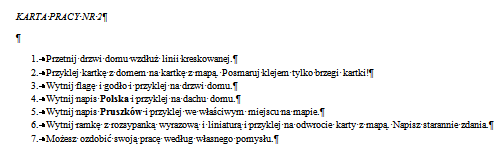 KARTA PRACY NR 2
1. Przetnij drzwi domu wzdłuż linii kreskowanej.
2. Przyklej kartkę z domem na kartkę z mapą. Posmaruj klejem tylko brzegi kartki!
3. Wytnij flagę i godło i przyklej na drzwi domu.
4. Wytnij napis Polska i przyklej na dachu domu.
5. Wytnij napis Pruszków i przyklej we właściwym miejscu na mapie.
6. Wytnij ramkę z rozsypanką wyrazową i liniaturą i przyklej na odwrocie karty z mapą. Napisz starannie zdania.
7. Możesz ozdobić swoją pracę według własnego pomysłu.